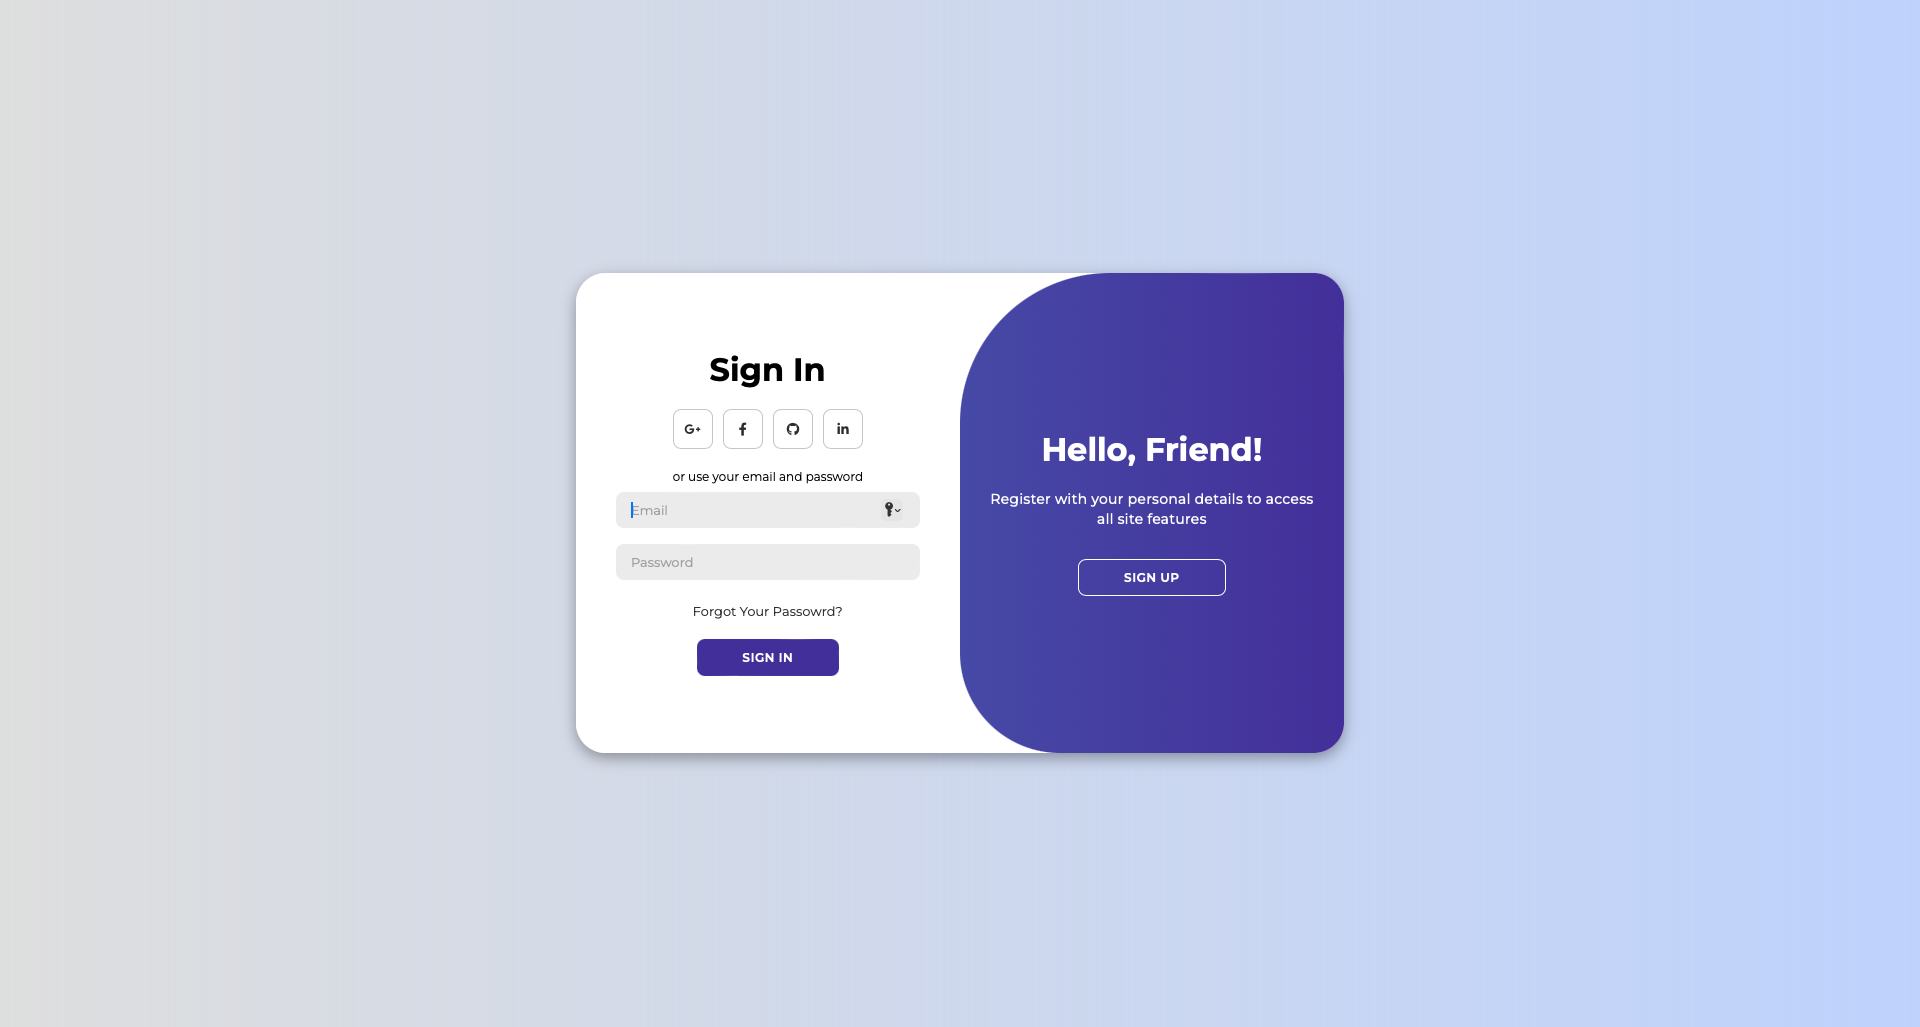 Sign In
G+
f
in
or use your email and password
Email
Password
Forgot Your Passowrd?
SIGN IN
Hello, Friend!
Register with your personal details to access
all site features
SIGN UP